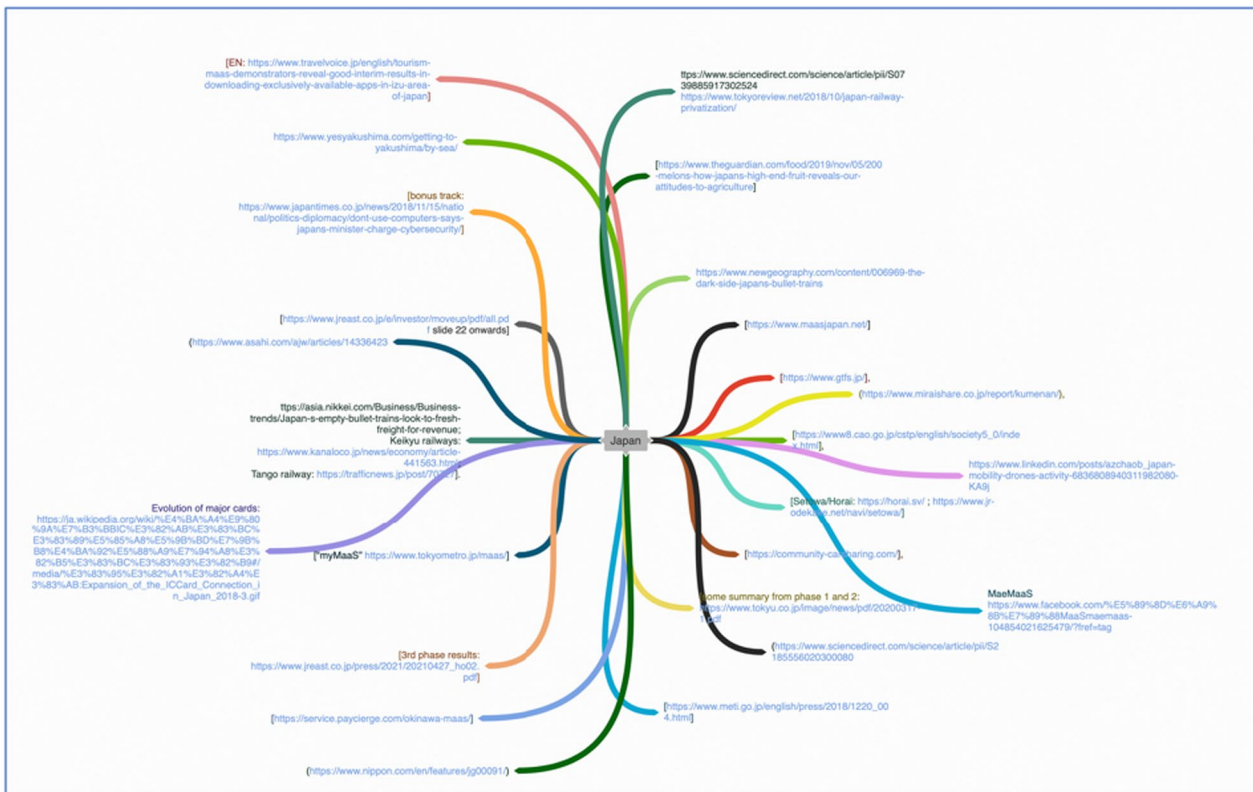 [EN: https://www.travelvoice.jp/english/tourism-
maas-demonstrators-reveal-good-interim-results-in-
downloading-exclusively-available-apps-in-izu-area-
of-japan]
https://www.yesyakushima.com/getting-to-
yakushima/by-sea/
[bonus track:
https://www.japantimes.co.jp/news/2018/11/15/natio
nal/politics-diplomacy/dont-use-computers-says-
japans-minister-charge-cybersecurity/]
[https://www.jreast.co.jp/e/investor/moveup/pdf/all.pd
f slide 22 onwards]
(https://www.asahi.com/ajw/articles/14336423
ttps://asia.nikkei.com/Business/Business-
trends/Japan-s-empty-bullet-trains-look-to-fresh-
freight-for-revenue;
Keikyu railways:
https://www.kanaloco.jp/news/economy/article-
441563.html;
Tango railway:
Evolution of major cards:
https://ja.wikipedia.org/wiki/%E4%BA%A4%E9%80
%9A%E7%B3%BBIC%E3%82%AB%E3%83%BC%
E3%83%89%E5%85%A8%E5%9B%BD%E7%9B%
B8%E4%BA%92%E5%88%A9%E7%94%A8%E3%
82%B5%E3%83%BC%E3%83%93%E3%82%B9#/
media/%E3%83%95%E3%82%A1%E3%82%A4%E
3%83%AB:Expansion_of_the_ICCard_Connection_i
n_Japan_2018-3.gif
["myMaaS" https://www.tokyometro.jp/maas/]
[3rd phase results:
https://www.jreast.co.jp/press/2021/20210427_ho02.
pdf]
[https://service.paycierge.com/okinawa-maas/]
(https://www.nippon.com/en/features/jg00091/)
Japan
ttps://www.sciencedirect.com/science/article/pii/S07
39885917302524
https://www.tokyoreview.net/2018/10/japan-railway-
privatization/
[https://www.theguardian.com/food/2019/nov/05/200
-melons-how-japans-high-end-fruit-reveals-our-
attitudes-to-agriculture]
https://www.newgeography.com/content/006969-the-
dark-side-japans-bullet-trains
[https://www.maasjapan.net/]
[https://www.gtfs.jp/],
(https://www.miraishare.co.jp/report/kumenan/),
[https://www8.cao.go.jp/cstp/english/society5_0/inde
x.html],
https://www.linkedin.com/posts/azchaob_japan-
mobility-drones-activity-6836808940311982080-
KA9j
[Setowa/Horai: https://horai.sv/ ; https://www.jr-
odekake.net/navi/setowa/]
[https://community-carsharing.com/],
MaeMaaS
https://www.facebook.com/%E5%89%8D%E6%A9%
8B%E7%89%88MaaSmaemaas-
104854021625479/?fref=tag
Some summary from phase 1 and 2:
(https://www.sciencedirect.com/science/article/pii/S2
185556020300080
[https://www.meti.go.jp/english/press/2018/1220_00
4.html]